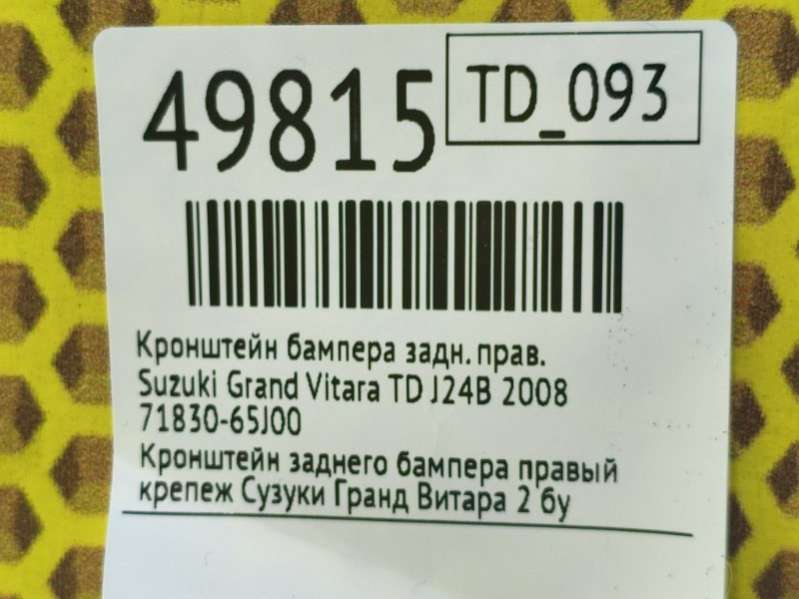 49815
TD_093
Кронштейн бампера задн. прав.
Suzuki Grand Vitara TD J24B 2008
71830-65J00
Кронштейн заднего бампера правый
крепеж Сузуки Гранд Витара 2 бу